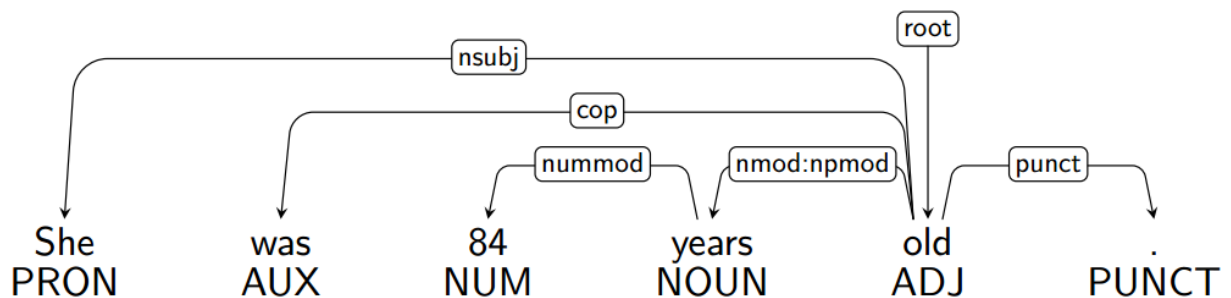 root
nsubj
cop
nummod nmod:npmod punct
She was 84 years old .
PRON AUX NUM NOUN ADJ PUNCT